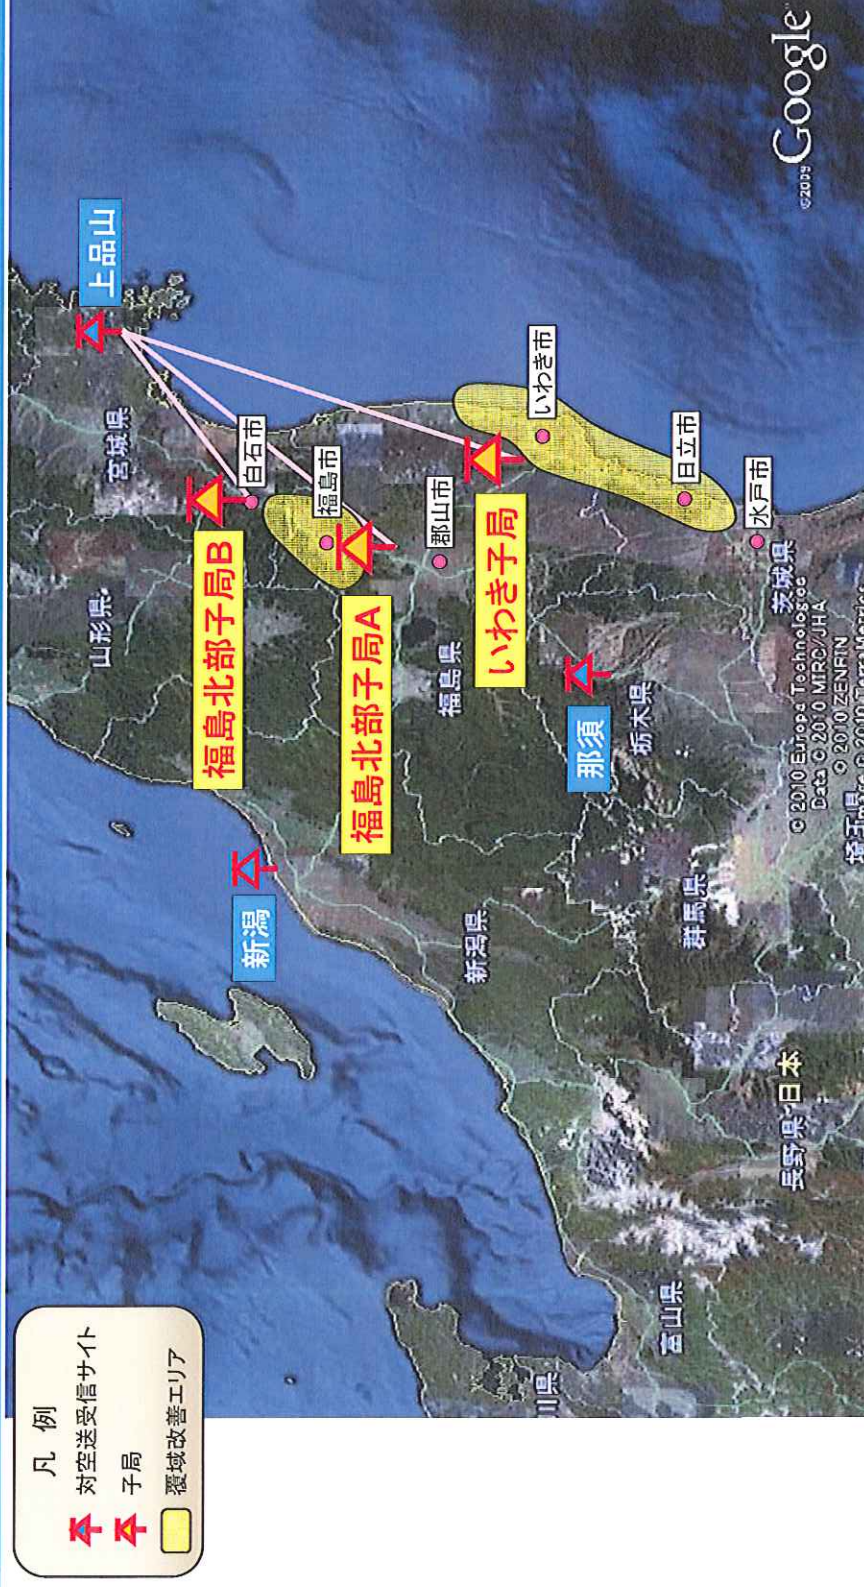 凡 例
対空送受信サイト
子局
覆域改善エリア
上品山
宮城県
白石市
福島北部子局B
山形県
福島市
福島北部子局A
新潟
郡山市
福島県
いわき子局
いわき市
那須
栃木県
日立市
水戸市
茨城県
新潟県
群馬県
日本
長野県
富山県
川県
埼玉県
© 2010 Europa Technologies
Data © 2010 MIRC/JHA
© 2010 ZENRIN
©2009 Google